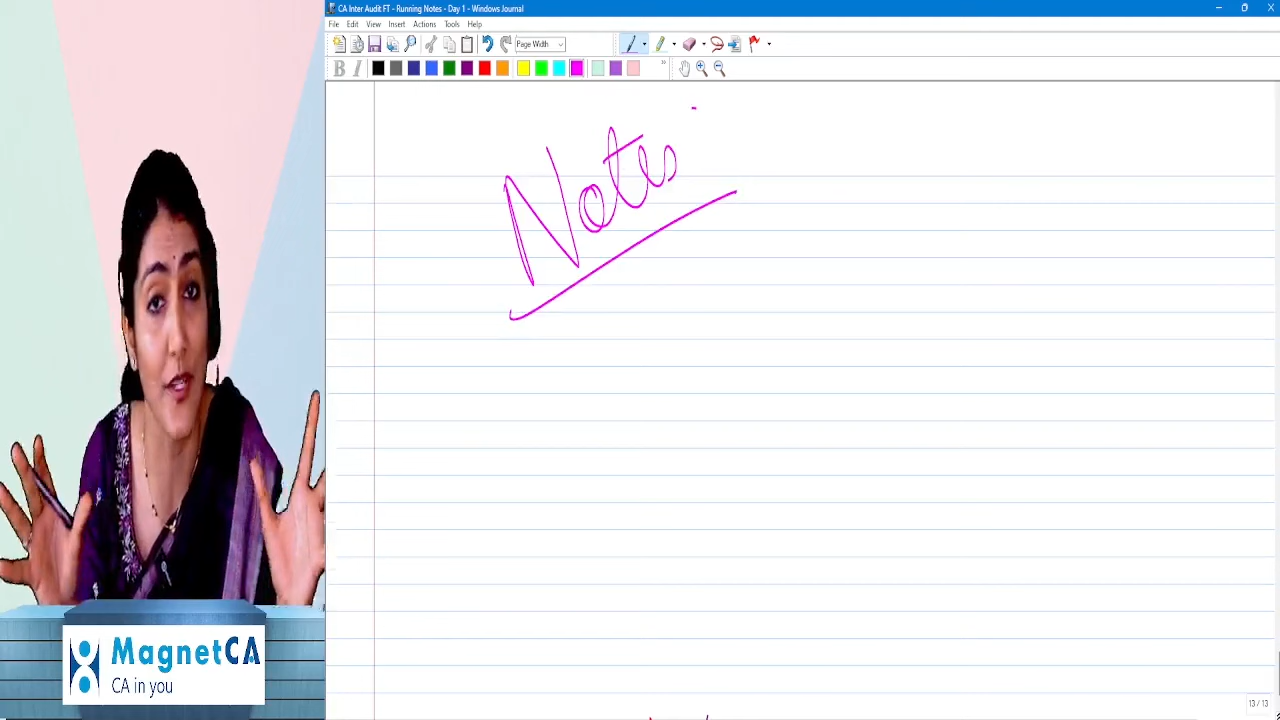 CA Inter Audit FT - Running Notes - Day 1 - Windows Journal
File Edit View Insert Actions Tools Help
Page Width
B I
Notes
MagnetCA
CA in you
13 / 13